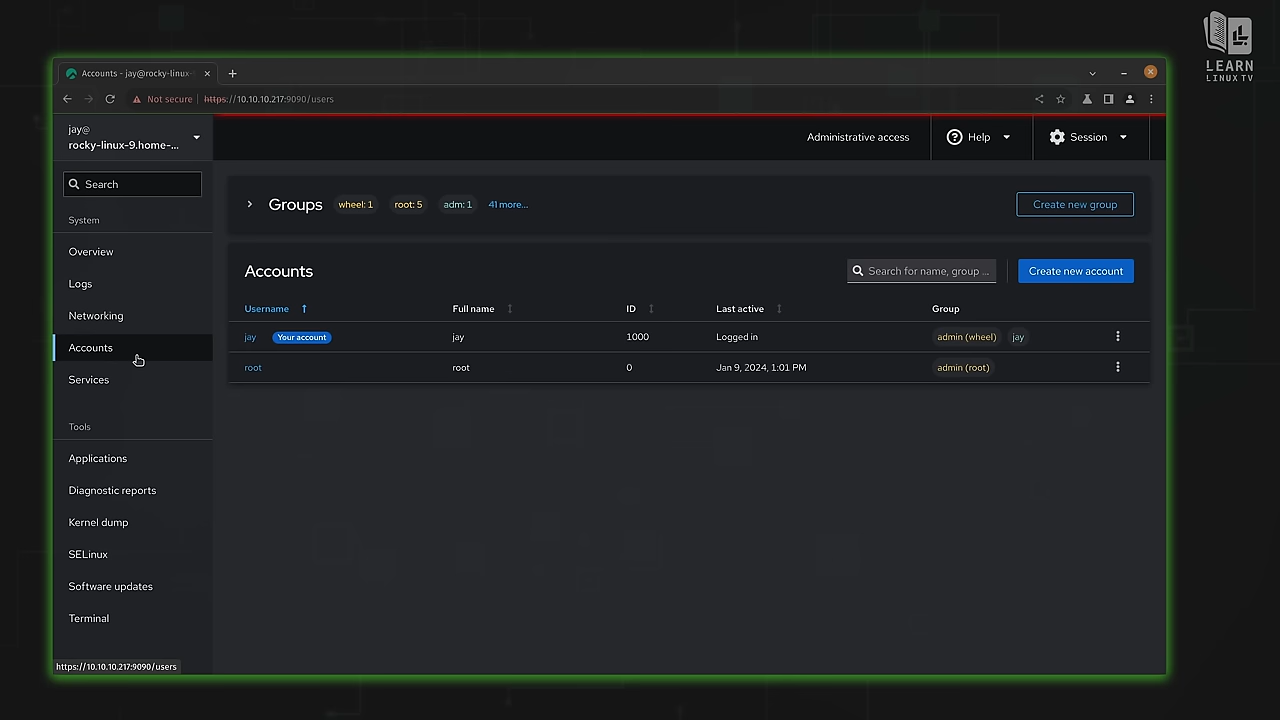 LEARN
LINUX TV
Accounts - jay@rocky-linux-
Not secure https://10.10.10.217:9090/users
jay@
rocky-linux-9.home-...
Administrative access
Help
Session
Search
System
Overview
Logs
Networking
Accounts
Services
Tools
Applications
Diagnostic reports
Kernel dump
SELinux
Software updates
Terminal
Groups wheel: 1 root: 5 adm: 1 41 more...
Create new group
Accounts
Search for name, group ...
Create new account
Username Full name ID Last active Group
jay Your account jay 1000 Logged in admin (wheel) jay
root root 0 Jan 9, 2024, 1:01 PM admin (root)
https://10.10.10.217:9090/users